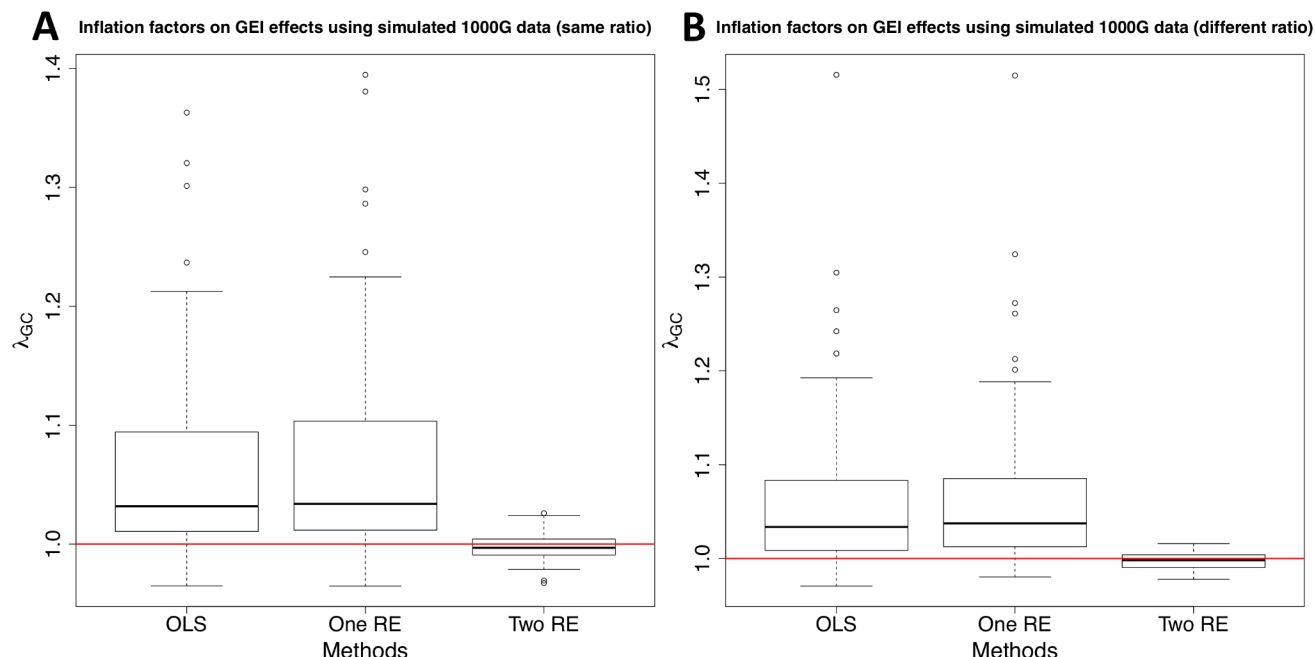 A Inflation factors on GEI effects using simulated 1000G data (same ratio)
1.4
1.3
1.2
1.1
1.0
λGC
OLS One RE Two RE
Methods
B Inflation factors on GEI effects using simulated 1000G data (different ratio)
1.5
1.4
1.3
1.2
1.1
1.0
λGC
OLS One RE Two RE
Methods